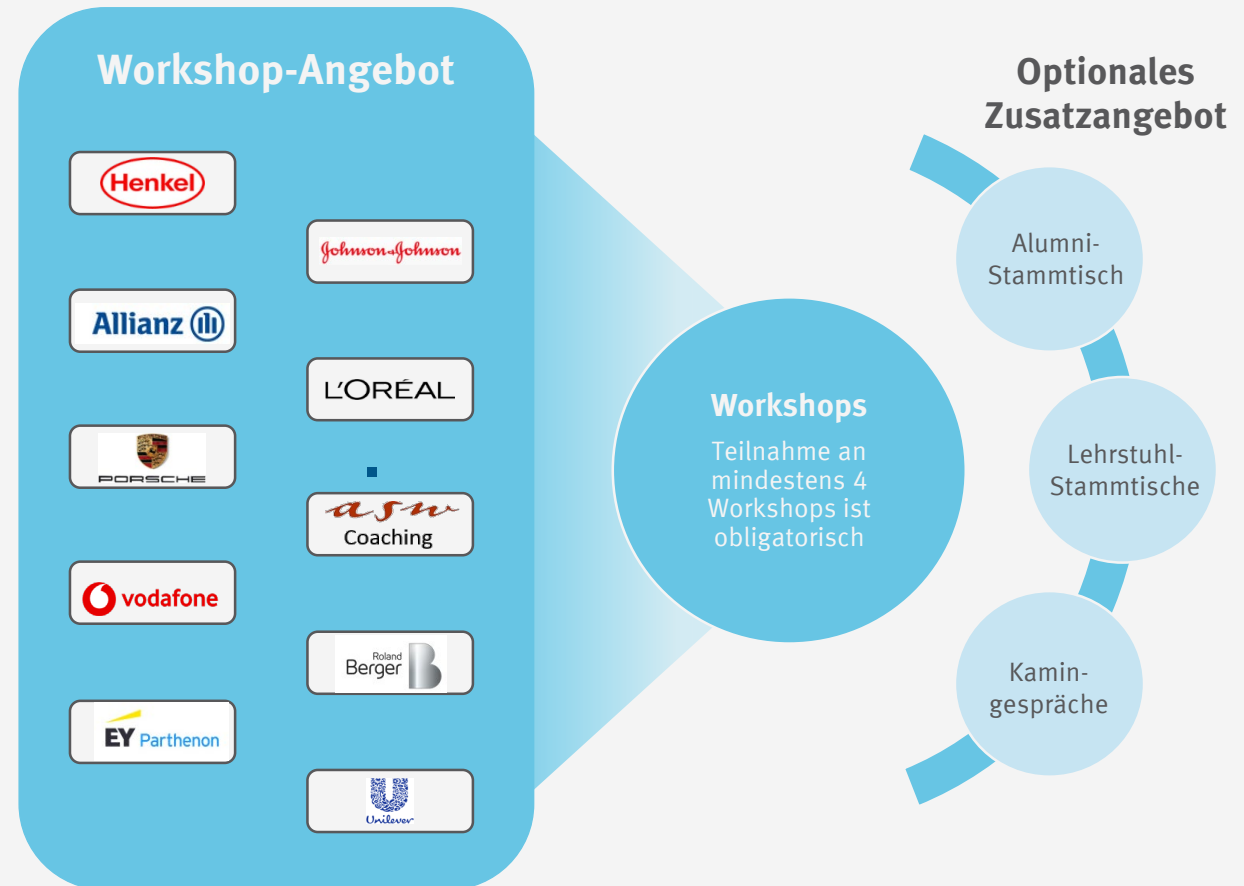 Workshop-Angebot
Henkel
Johnson&Johnson
Allianz
L'ORÉAL
PORSCHE
asw
Coaching
vodafone
Roland
Berger
B
EY Parthenon
Unilever
Workshops
Teilnahme an
mindestens 4
Workshops ist
obligatorisch
Optionales
Zusatzangebot
Alumni-
Stammtisch
Lehrstuhl-
Stammtische
Kamin-
gespräche